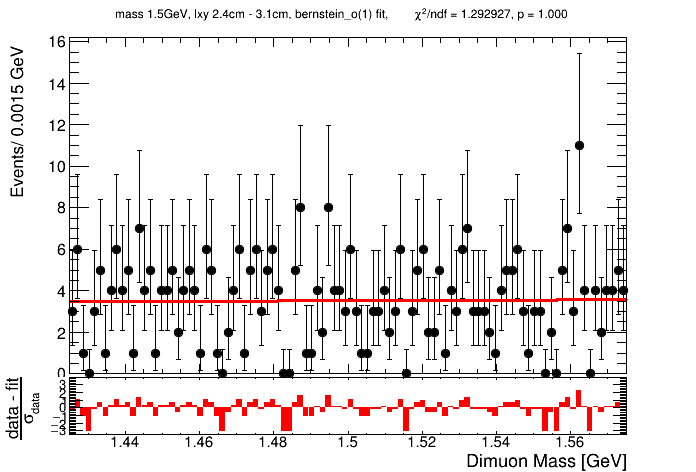 mass 1.5GeV, lxy 2.4cm - 3.1cm, bernstein_o(1) fit, χ²/ndf = 1.292927, p = 1.000
Events/ 0.0015 GeV
16
14
12
10
8
6
4
2
0
data - fit
σdata
3
2
1
0
−1
−2
−3
1.44 1.46 1.48 1.5 1.52 1.54 1.56
Dimuon Mass [GeV]